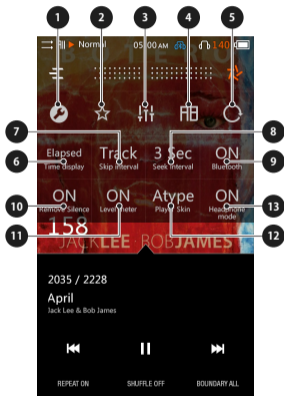 1 2 3 4 5
Normal 05:00 AM 140
AB
7 8
Elapsed Track 3 Sec ON
6 Time display Skip interval Seek interval Bluetooth 9
10 ON ON Atype ON 13
Remove Silence Level meter Player Skin Headphone mode
11 12
158
JACK LEE · BOB JAMES
2035 / 2228
April
Jack Lee & Bob James
REPEAT ON SHUFFLE OFF BOUNDARY ALL